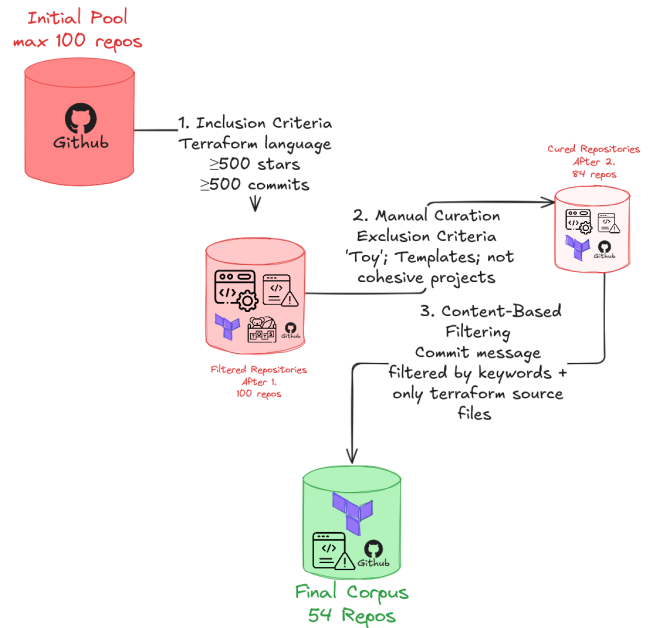 Initial Pool
max 100 repos
Github
1. Inclusion Criteria
Terraform language
≥500 stars
≥500 commits
Filtered Repositories
After 1.
100 repos
Github
2. Manual Curation
Exclusion Criteria
'Toy'; Templates; not
cohesive projects
Cured Repositories
After 2.
84 repos
Github
3. Content-Based
Filtering
Commit message
filtered by keywords +
only terraform source
files
Github
Final Corpus
54 Repos